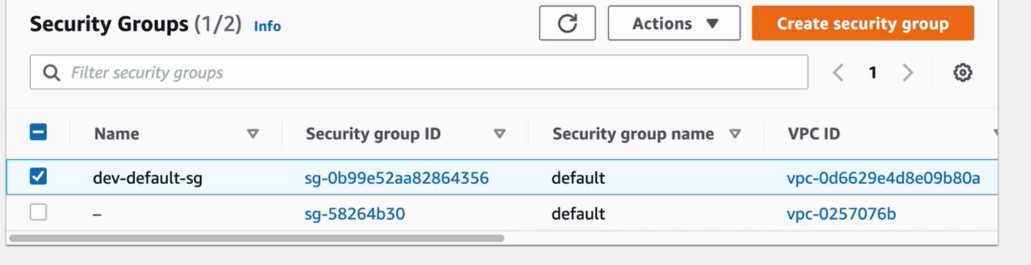 Security Groups (1/2) Info Actions Create security group
Filter security groups 1
Name Security group ID Security group name VPC ID
dev-default-sg sg-0b99e52aa82864356 default vpc-0d6629e4d8e09b80a
– sg-58264b30 default vpc-0257076b